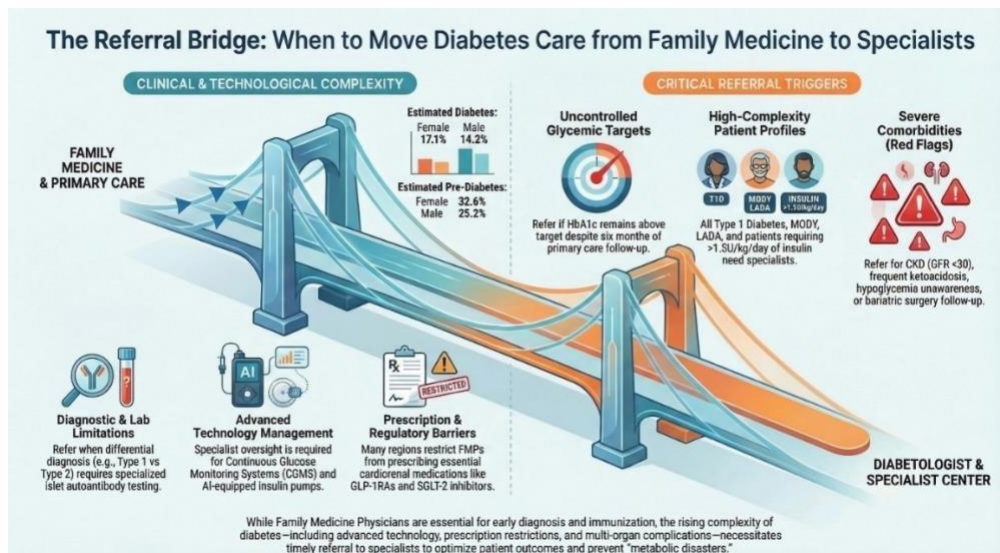 The Referral Bridge: When to Move Diabetes Care from Family Medicine to Specialists
CLINICAL & TECHNOLOGICAL COMPLEXITY
FAMILY
MEDICINE
& PRIMARY CARE
Estimated Diabetes:
Female Male
17.1% 14.2%
Estimated Pre-Diabetes:
Female 32.6%
Male 25.2%
Diagnostic & Lab
Limitations
Refer when differential
diagnosis (e.g., Type 1 vs
Type 2) requires specialized
islet autoantibody testing.
AI
Advanced
Technology Management
Specialist oversight is required
for Continuous Glucose
Monitoring Systems (CGMS) and
AI-equipped insulin pumps.
Rx
RESTRICTED
Prescription &
Regulatory Barriers
Many regions restrict FMPs
from prescribing essential
cardiorenal medications like
GLP-1RAs and SGLT-2 inhibitors.
CRITICAL REFERRAL TRIGGERS
Uncontrolled
Glycemic Targets
Refer if HbA1c remains above
target despite six months of
primary care follow-up.
High-Complexity
Patient Profiles
T1D
MODY
LADA
INSULIN
All Type 1 Diabetes, MODY,
LADA, and patients requiring
>1.5U/kg/day of insulin
need specialists.
Severe
Comorbidities
(Red Flags)
Refer for CKD (GFR <30),
frequent ketoacidosis,
hypoglycemia unawareness,
or bariatric surgery follow-up.
DIABETOLOGIST &
SPECIALIST CENTER
While Family Medicine Physicians are essential for early diagnosis and immunization, the rising complexity of
diabetes—including advanced technology, prescription restrictions, and multi-organ complications—necessitates
timely referral to specialists to optimize patient outcomes and prevent "metabolic disasters."